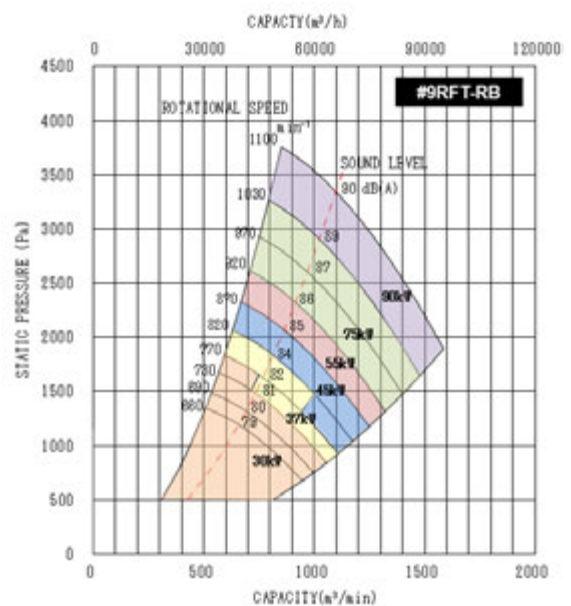 CAPACTY(m³/h)
0 30000 60000 95000 120000
4500
#9RFT-RB
ROTATIONAL SPEED
4000
min⁻¹
1100
SOUND LEVEL
3500
90 dB(A)
1030
3000
970
89
920
87
2500
870
86
90kW
820
85
75kW
2000
770
84
55kW
730
82
1500
690
81
45kW
660
80
37kW
79
1000
30kW
500
0
STATIC PRESSURE (Pa)
0 500 1000 1500 2000
CAPACITY(m³/min)